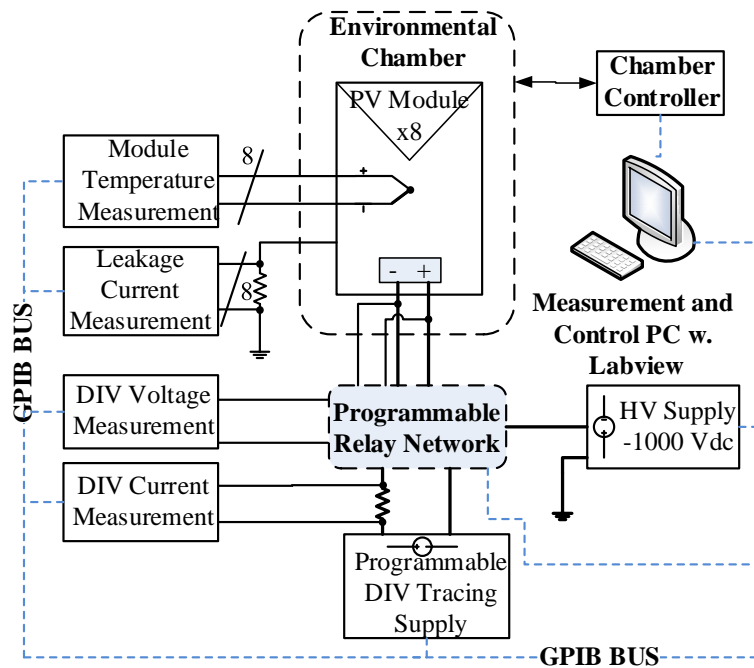 Environmental
Chamber
PV Module
x8
Chamber
Controller
Module
Temperature
Measurement
8
+
-
Leakage
Current
Measurement
8
- +
Measurement and
Control PC w.
Labview
GPIB BUS
DIV Voltage
Measurement
Programmable
Relay Network
HV Supply
-1000 Vdc
DIV Current
Measurement
Programmable
DIV Tracing
Supply
GPIB BUS